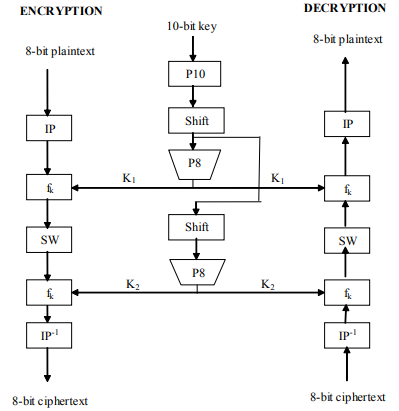 ENCRYPTION
DECRYPTION
10-bit key
8-bit plaintext
8-bit plaintext
P10
IP
Shift
IP
P8
fk
K1
K1
fk
SW
Shift
SW
fk
K2
P8
K2
fk
IP-1
IP-1
8-bit ciphertext
8-bit ciphertext